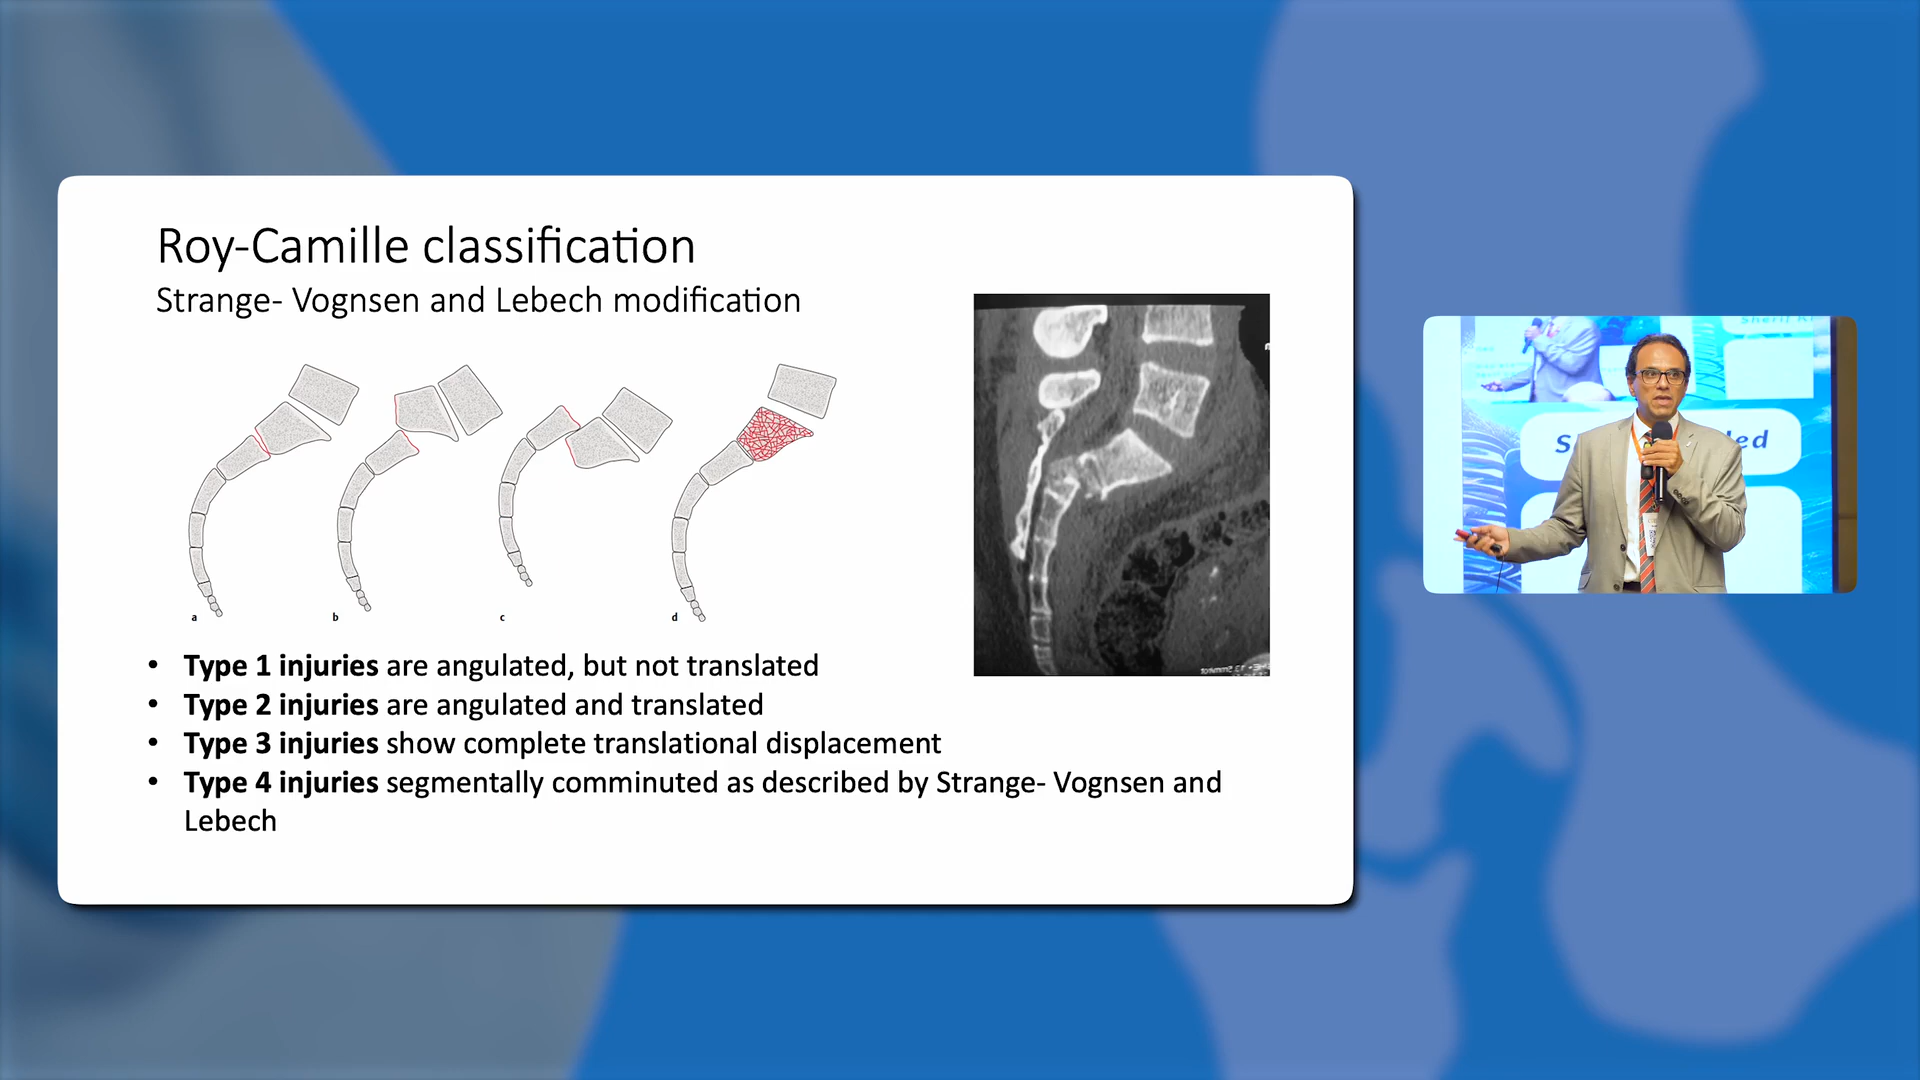 Roy-Camille classification
Strange- Vognsen and Lebech modification
a
b
c
d
• Type 1 injuries are angulated, but not translated
• Type 2 injuries are angulated and translated
• Type 3 injuries show complete translational displacement
• Type 4 injuries segmentally comminuted as described by Strange- Vognsen and
Lebech